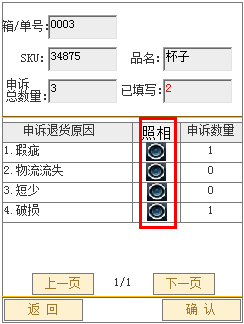 箱/单号: 0003
SKU: 34875 品名: 杯子
申诉总数量: 3 已填写: 2
申诉退货原因 照相 申诉数量
1.瑕疵 1
2.物流流失 0
3.短少 0
4.破损 1
上一页 1/1 下一页
返 回 确 认